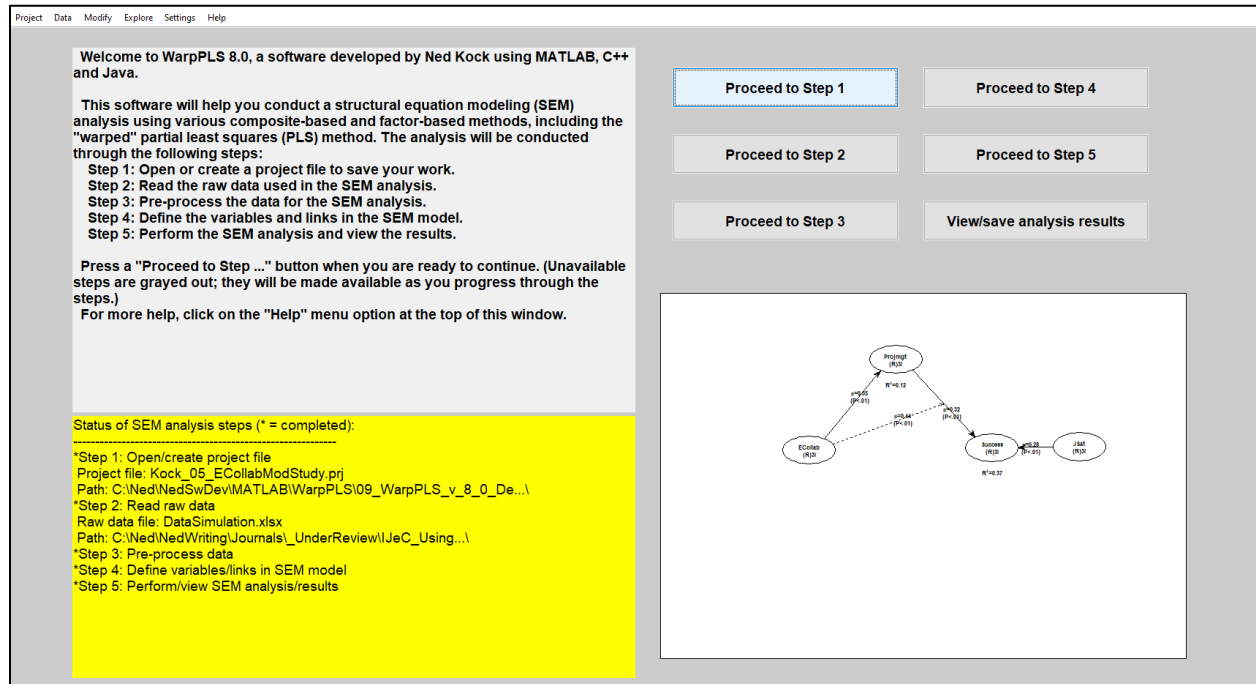 Project Data Modify Explore Settings Help
Welcome to WarpPLS 8.0, a software developed by Ned Kock using MATLAB, C++
and Java.
This software will help you conduct a structural equation modeling (SEM)
analysis using various composite-based and factor-based methods, including the
"warped" partial least squares (PLS) method. The analysis will be conducted
through the following steps:
Step 1: Open or create a project file to save your work.
Step 2: Read the raw data used in the SEM analysis.
Step 3: Pre-process the data for the SEM analysis.
Step 4: Define the variables and links in the SEM model.
Step 5: Perform the SEM analysis and view the results.
Press a "Proceed to Step ..." button when you are ready to continue. (Unavailable
steps are grayed out; they will be made available as you progress through the
steps.)
For more help, click on the "Help" menu option at the top of this window.
Status of SEM analysis steps (* = completed):
------------------------------------------------------------
*Step 1: Open/create project file
Project file: Kock_05_ECollabModStudy.prj
Path: C:\Ned\NedSwDev\MATLAB\WarpPLS\09_WarpPLS_v_8_0_De...\
*Step 2: Read raw data
Raw data file: DataSimulation.xlsx
Path: C:\Ned\NedWriting\Journals\_UnderReview\IJeC_Using...\
*Step 3: Pre-process data
*Step 4: Define variables/links in SEM model
*Step 5: Perform/view SEM analysis/results
Proceed to Step 1
Proceed to Step 4
Proceed to Step 2
Proceed to Step 5
Proceed to Step 3
View/save analysis results
Projmgt
(R)3i
R²=0.12
(P<.01)
(P<.01)
(P<.01)
ECollab
(R)3i
Success
(R)3i
R²=0.37
(P<.01)
JSat
(R)3i